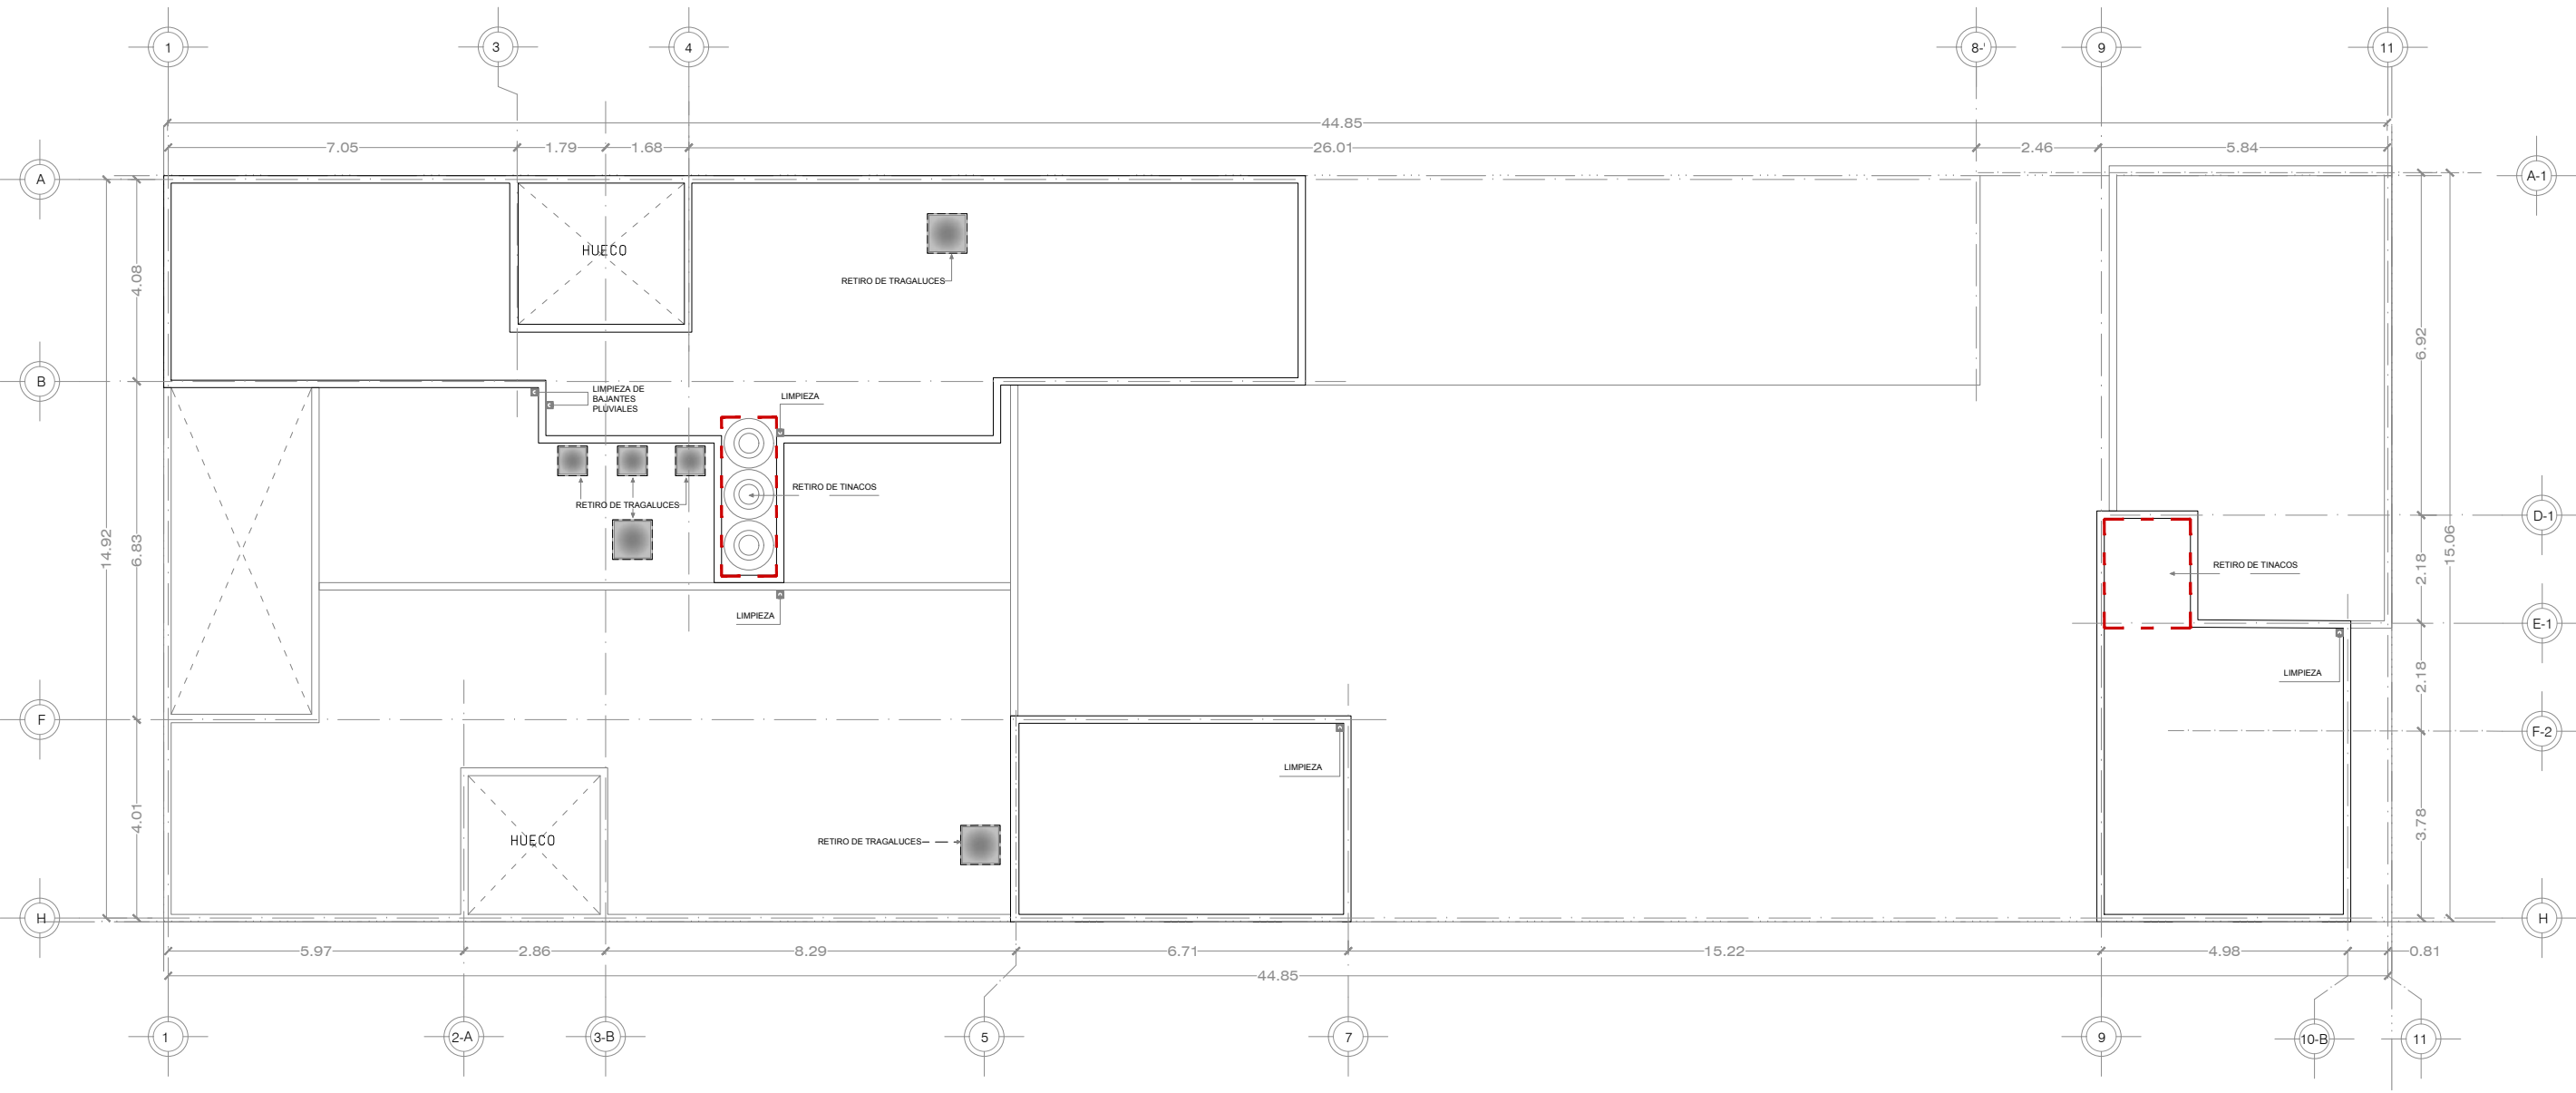 1
3
4
8-'
9
11
44.85
7.05
1.79
1.68
26.01
2.46
5.84
A
A-1
HUECO
RETIRO DE TRAGALUCES
4.08
6.92
B
LIMPIEZA DE
BAJANTES
PLUVIALES
LIMPIEZA
RETIRO DE TINACOS
RETIRO DE TRAGALUCES
D-1
14.92
6.83
2.18
15.06
RETIRO DE TINACOS
LIMPIEZA
E-1
LIMPIEZA
2.18
F
F-2
LIMPIEZA
4.01
3.78
HUECO
RETIRO DE TRAGALUCES
H
H
5.97
2.86
8.29
6.71
15.22
4.98
0.81
44.85
1
2-A
3-B
5
7
9
10-B
11